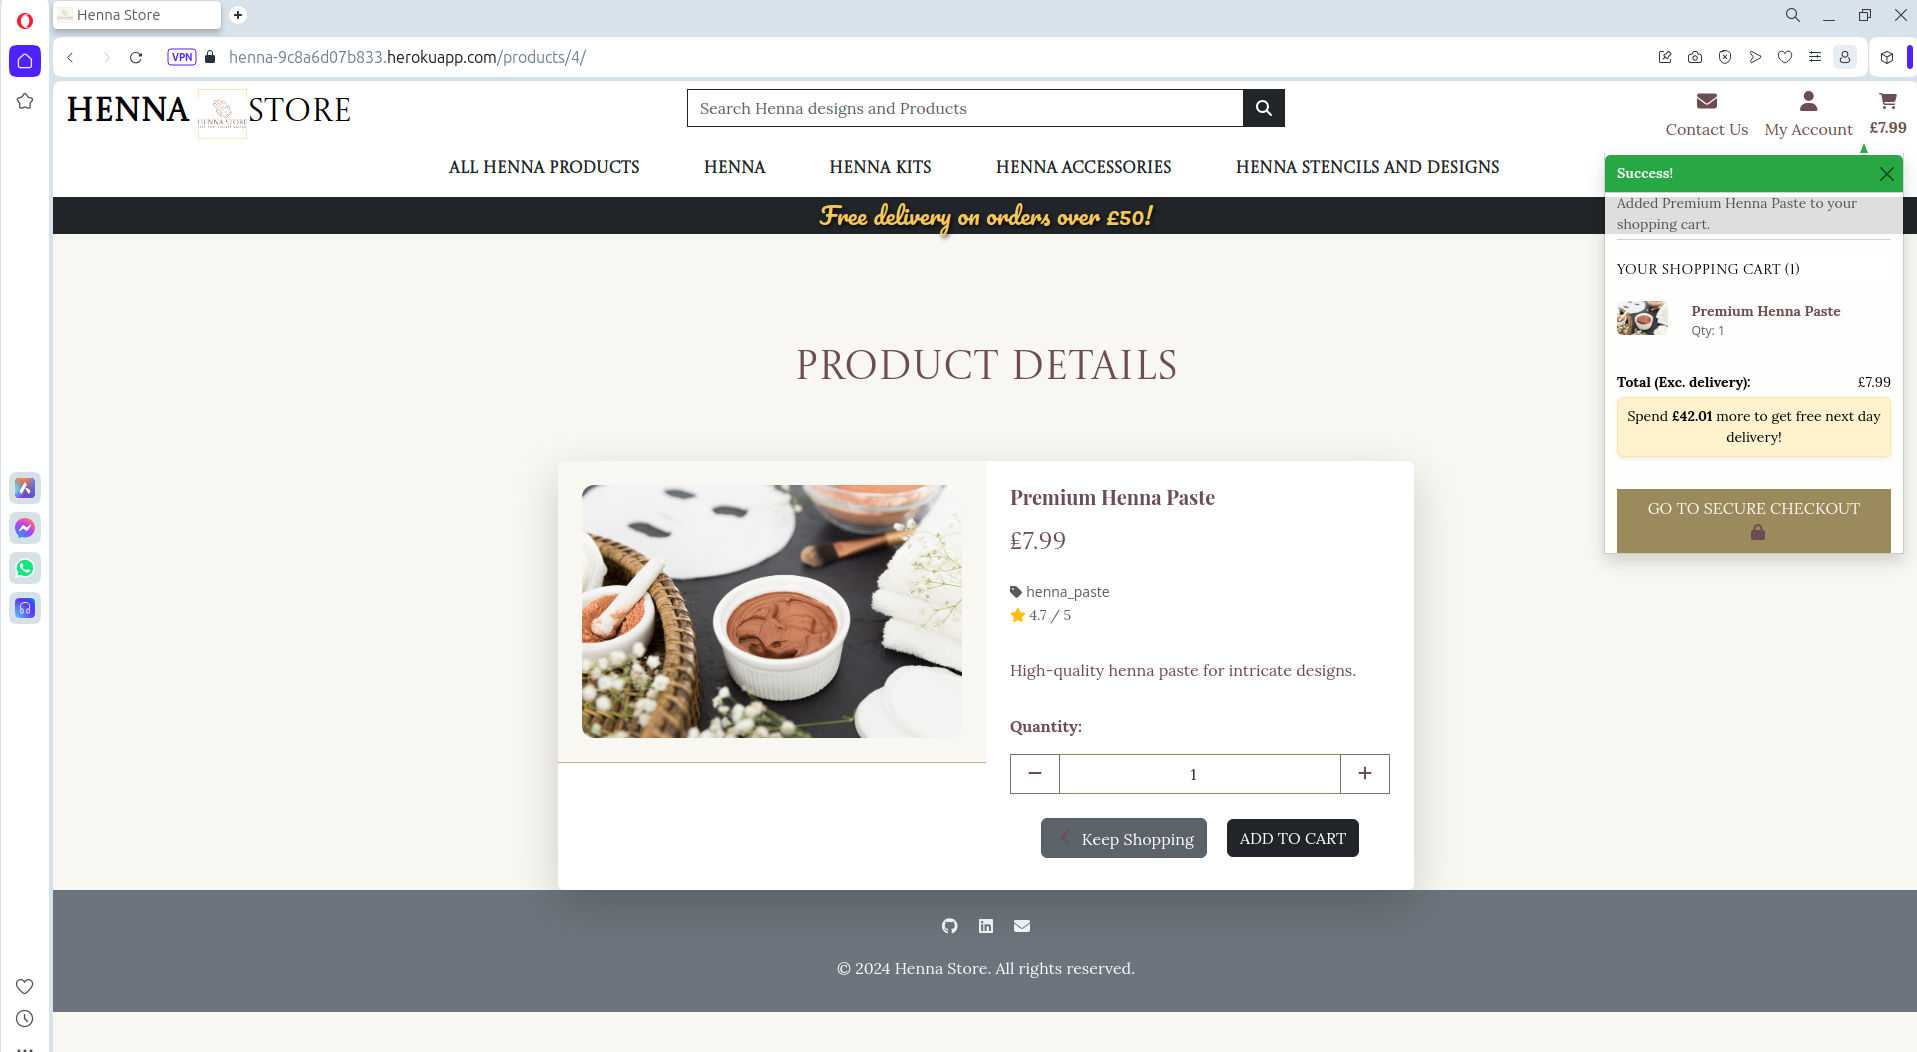 Henna Store
VPN
henna-9c8a6d07b833.herokuapp.com/products/4/
HENNA STORE
HENNA STORE
Search Henna designs and Products
Contact Us
My Account
£7.99
ALL HENNA PRODUCTS
HENNA
HENNA KITS
HENNA ACCESSORIES
HENNA STENCILS AND DESIGNS
Free delivery on orders over £50!
Success!
Added Premium Henna Paste to your
shopping cart.
YOUR SHOPPING CART (1)
Premium Henna Paste
Qty: 1
Total (Exc. delivery):
£7.99
Spend £42.01 more to get free next day
delivery!
GO TO SECURE CHECKOUT
PRODUCT DETAILS
Premium Henna Paste
£7.99
henna_paste
4.7 / 5
High-quality henna paste for intricate designs.
Quantity:
1
Keep Shopping
ADD TO CART
© 2024 Henna Store. All rights reserved.